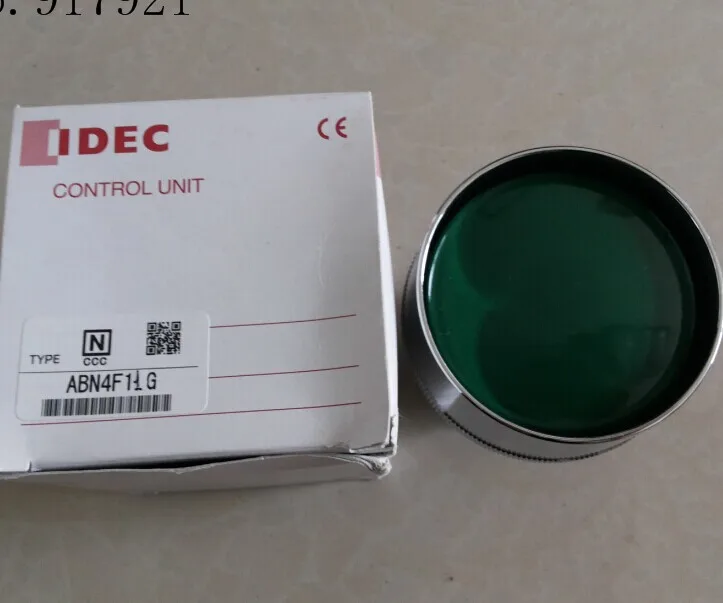 IDEC
CE
CONTROL UNIT
TYPE
N
CCC
ABN4F11G